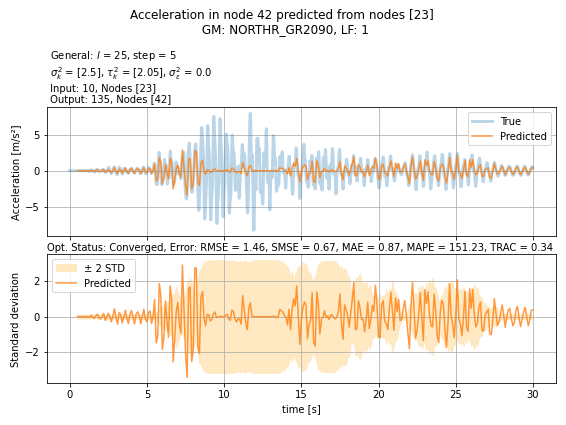 Acceleration in node 42 predicted from nodes [23]
GM: NORTHR_GR2090, LF: 1
General: l = 25, step = 5
σ_k^2 = [2.5], τ_k^2 = [2.05], σ_ε^2 = 0.0
Input: 10, Nodes [23]
Output: 135, Nodes [42]
True
Predicted
Acceleration [m/s²]
5
0
−5
Opt. Status: Converged, Error: RMSE = 1.46, SMSE = 0.67, MAE = 0.87, MAPE = 151.23, TRAC = 0.34
± 2 STD
Predicted
Standard deviation
2
0
−2
0 5 10 15 20 25 30
time [s]